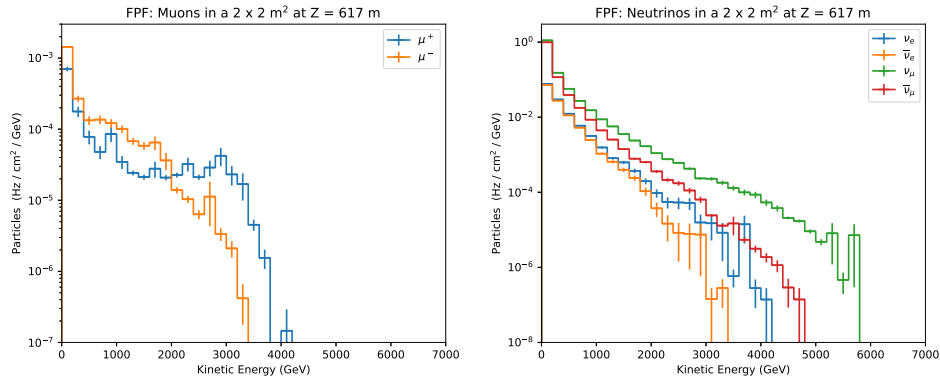 FPF: Muons in a 2 x 2 m² at Z = 617 m
μ⁺
μ⁻
10⁻³
10⁻⁴
10⁻⁵
10⁻⁶
10⁻⁷
Particles (Hz / cm² / GeV)
0 1000 2000 3000 4000 5000 6000 7000
Kinetic Energy (GeV)
FPF: Neutrinos in a 2 x 2 m² at Z = 617 m
νₑ
ν̅ₑ
ν_μ
ν̅_μ
10⁰
10⁻²
10⁻⁴
10⁻⁶
10⁻⁸
Particles (Hz / cm² / GeV)
0 1000 2000 3000 4000 5000 6000 7000
Kinetic Energy (GeV)